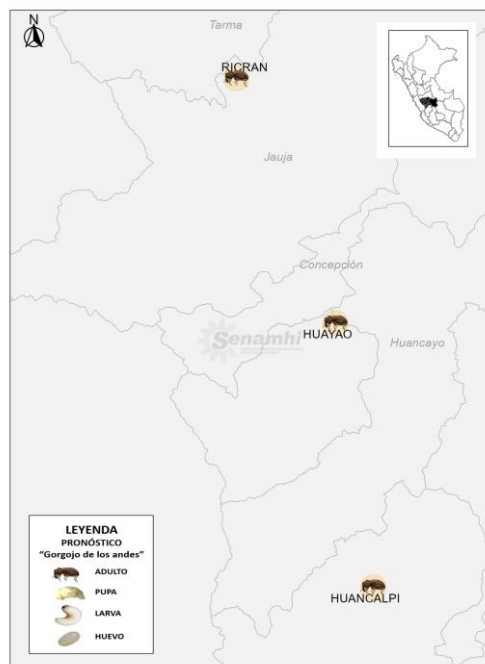 N
Tarma
RICRAN
Jauja
Concepción
Senamhi
HUAYAO
Huancayo
LEYENDA
PRONÓSTICO
“Gorgojo de los andes”
ADULTO
PUPA
LARVA
HUEVO
HUANCALPI